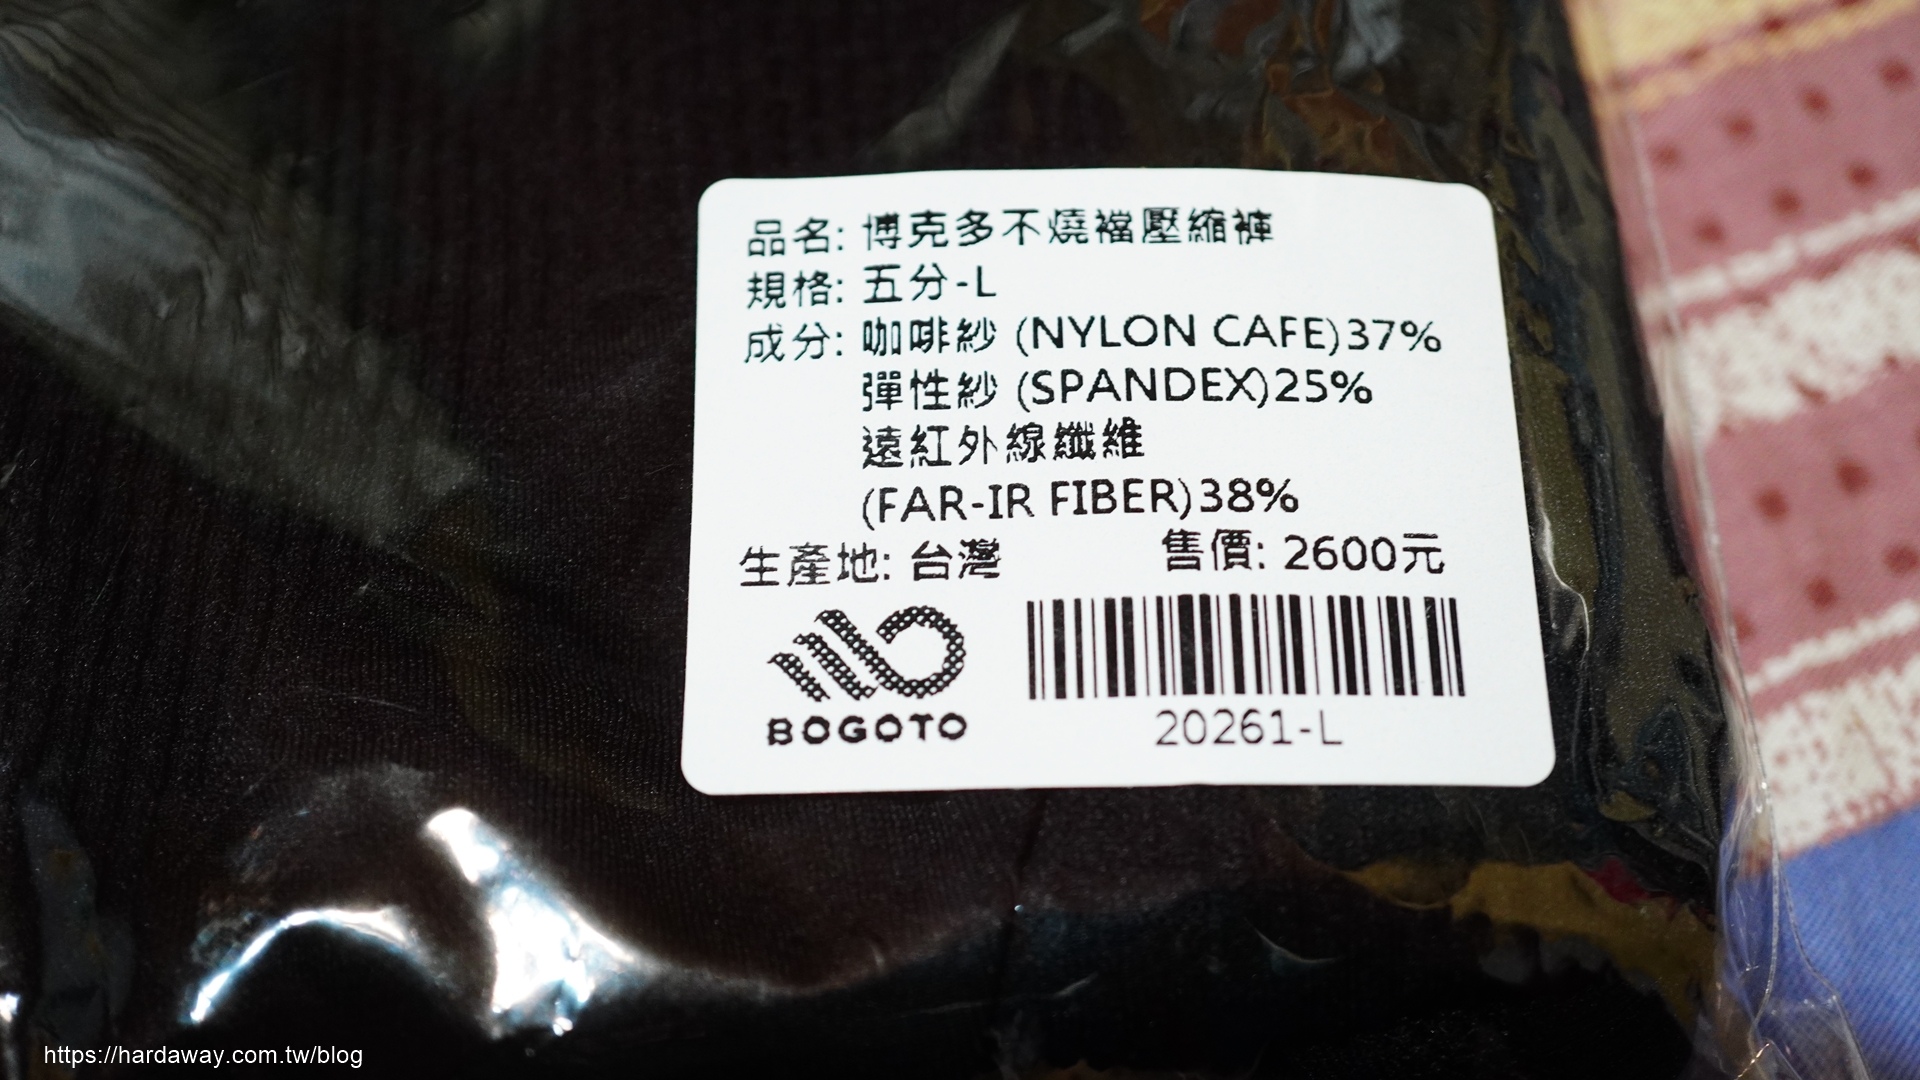 品名: 博克多不燒襠壓縮褲
規格: 五分-L
成分: 咖啡紗 (NYLON CAFE)37%
彈性紗 (SPANDEX)25%
遠紅外線纖維
(FAR-IR FIBER)38%
生產地: 台灣 售價: 2600元
BOGOTO
20261-L
https://hardaway.com.tw/blog